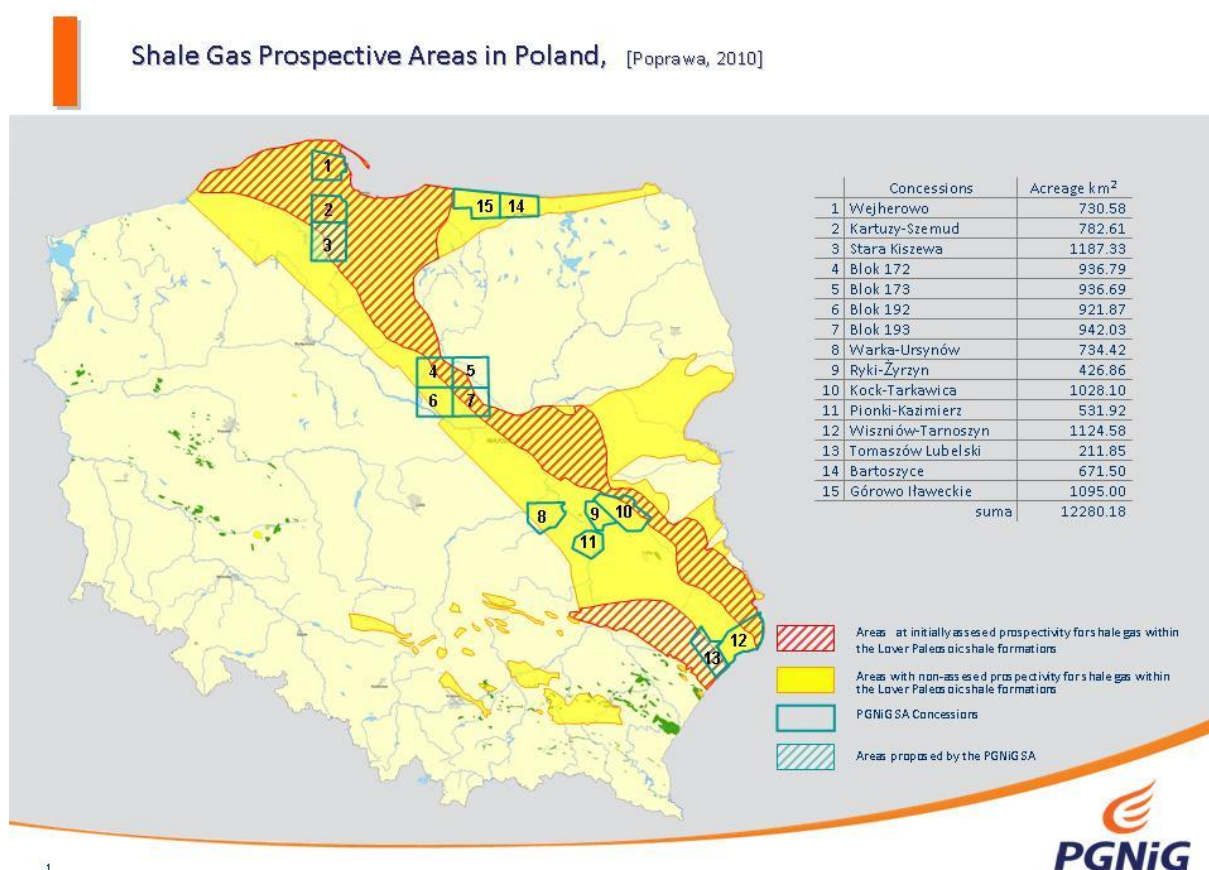 Shale Gas Prospective Areas in Poland, [Poprawa, 2010]
Concessions Acreage km²
1 Wejherowo 730.58
2 Kartuzy-Szemud 782.61
3 Stara Kiszewa 1187.33
4 Blok 172 936.79
5 Blok 173 936.69
6 Blok 192 921.87
7 Blok 193 942.03
8 Warka-Ursynów 734.42
9 Ryki-Żyrzyn 426.86
10 Kock-Tarkawica 1028.10
11 Pionki-Kazimierz 531.92
12 Wiszniów-Tarnoszyn 1124.58
13 Tomaszów Lubelski 211.85
14 Bartoszyce 671.50
15 Górowo Iławeckie 1095.00
suma 12280.18
1
2
15 14
3
4 5
6 7
8 9 10
11
12
13
Areas at initially assesed prospectivity for shale gas within
the Lover Paleosoic shale formations
Areas with non-assesed prospectivity for shale gas within
the Lover Paleosoic shale formations
PGNiG SA Concessions
Areas proposed by the PGNiG SA
PGNiG
1